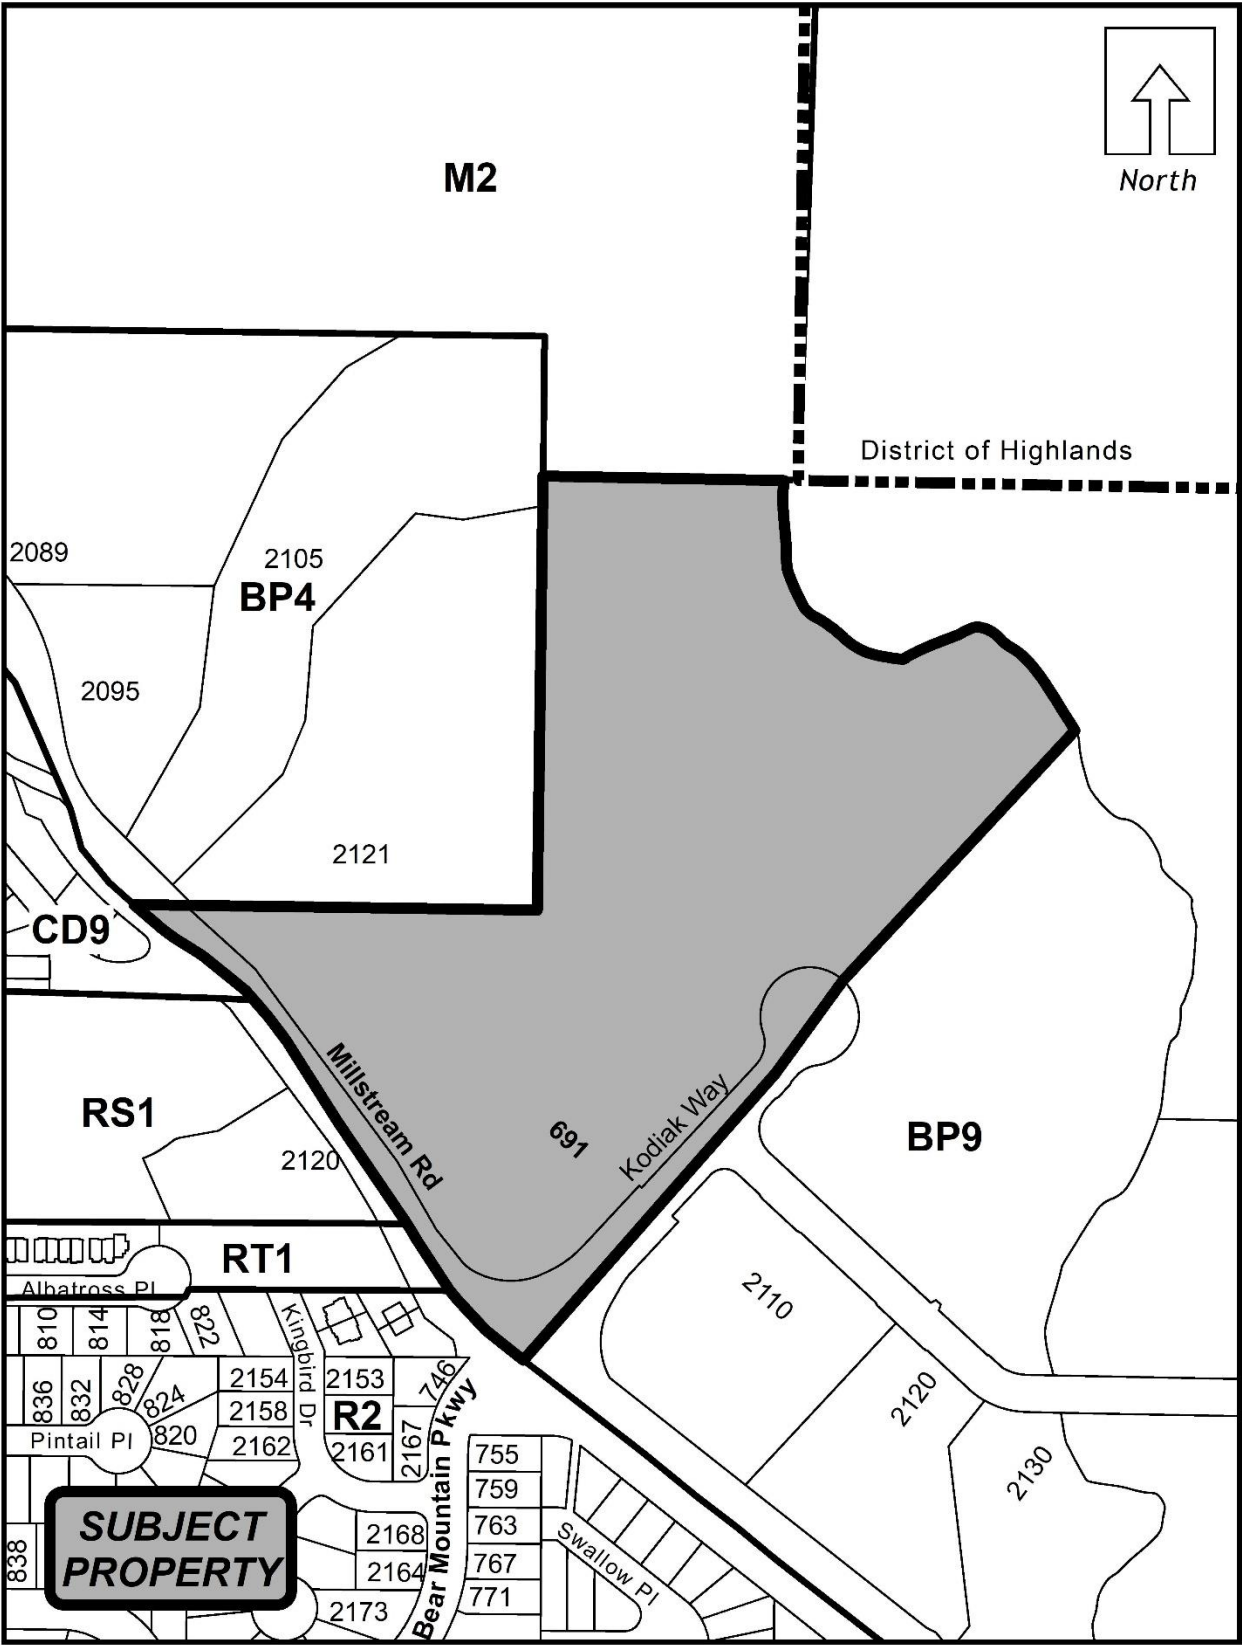 M2
North
District of Highlands
2089
2105
BP4
2095
2121
CD9
Millstream Rd
691
Kodiak Way
RS1
2120
BP9
RT1
Albatross Pl
2110
2120
2130
810
814
818
822
Kingbird Dr
836
832
828
824
820
2154
2158
2162
2153
R2
2161
2167
746
Pintail Pl
Bear Mountain Pkwy
755
759
763
767
771
Swallow Pl
SUBJECT
PROPERTY
838
2168
2164
2173